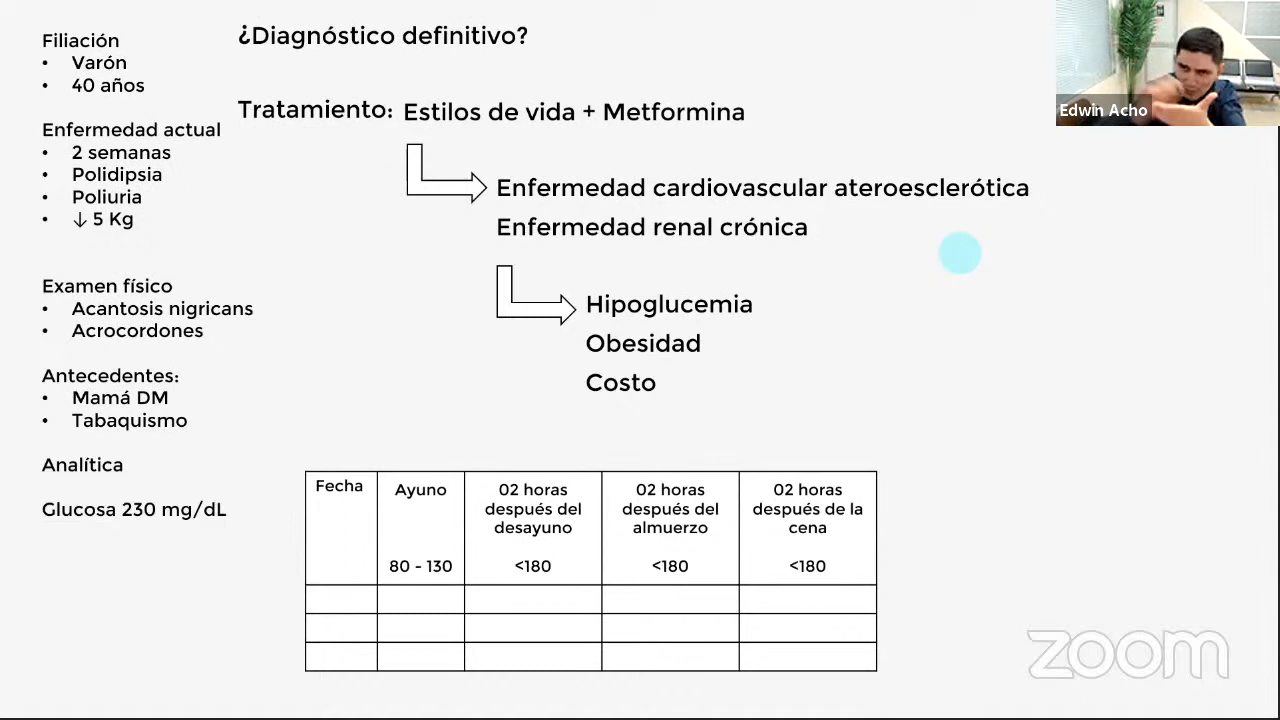 Filiación
• Varón
• 40 años
Enfermedad actual
• 2 semanas
• Polidipsia
• Poliuria
• ↓ 5 Kg
Examen físico
• Acantosis nigricans
• Acrocordones
Antecedentes:
• Mamá DM
• Tabaquismo
Analítica
Glucosa 230 mg/dL
¿Diagnóstico definitivo?
Tratamiento: Estilos de vida + Metformina
Enfermedad cardiovascular ateroesclerótica
Enfermedad renal crónica
Hipoglucemia
Obesidad
Costo
Fecha
Ayuno
80 - 130
02 horas
después del
desayuno
<180
02 horas
después del
almuerzo
<180
02 horas
después de la
cena
<180
Edwin Acho
zoom